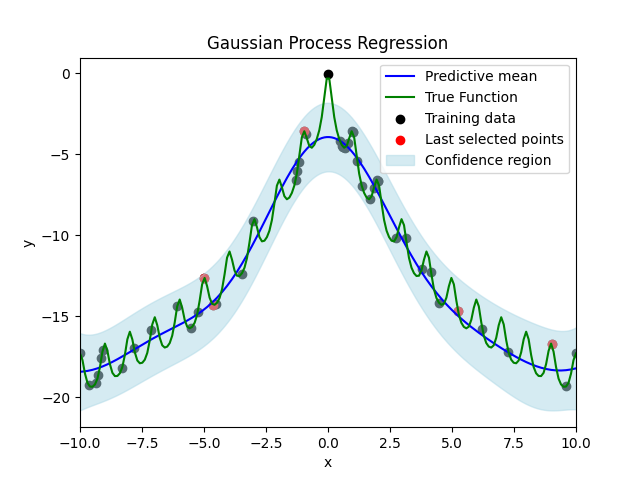 Gaussian Process Regression
Predictive mean
True Function
Training data
Last selected points
Confidence region
y
0
−5
−10
−15
−20
−10.0 −7.5 −5.0 −2.5 0.0 2.5 5.0 7.5 10.0
x